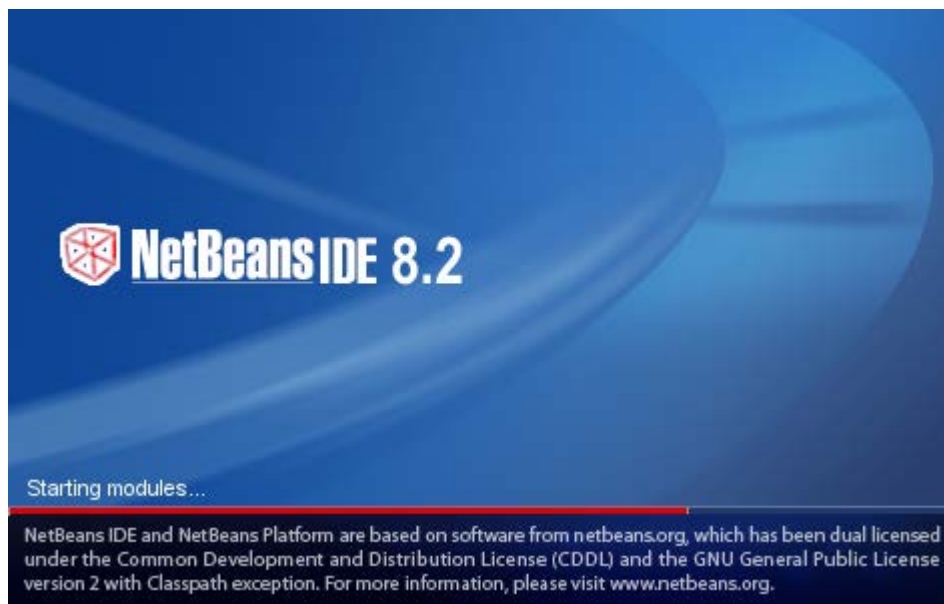 NetBeans IDE 8.2
Starting modules...
NetBeans IDE and NetBeans Platform are based on software from netbeans.org, which has been dual licensed
under the Common Development and Distribution License (CDDL) and the GNU General Public License
version 2 with Classpath exception. For more information, please visit www.netbeans.org.